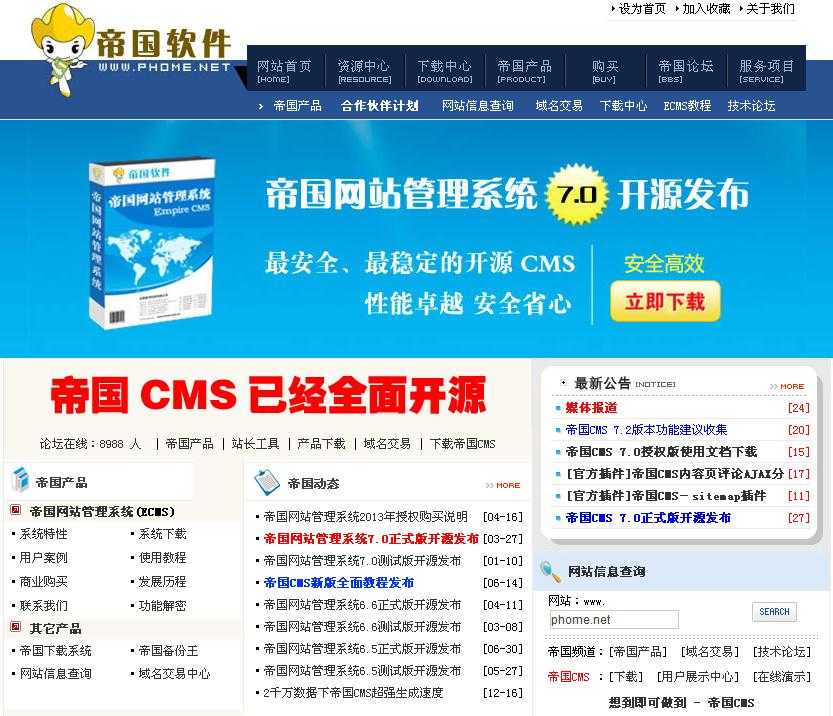 设为首页 加入收藏 关于我们
帝国软件
WWW.PHOME.NET
网站首页 资源中心 下载中心 帝国产品 购买 帝国论坛 服务项目
[HOME] [RESOURCE] [DOWNLOAD] [PRODUCT] [BUY] [BBS] [SERVICE]
帝国产品 合作伙伴计划 网站信息查询 域名交易 下载中心 ECMS教程 技术论坛
帝国软件
帝国网站管理系统
Empire CMS
帝国网站管理系统
帝国网站管理系统 7.0 开源发布
最安全、最稳定的开源 CMS
性能卓越 安全省心
安全高效
立即下载
帝国 CMS 已经全面开源
论坛在线：8988 人 | 帝国产品 | 站长工具 | 产品下载 | 域名交易 | 下载帝国CMS
帝国产品
帝国网站管理系统(ECMS)
系统特性 系统下载
用户案例 使用教程
商业购买 发展历程
联系我们 功能解密
其它产品
帝国下载系统 帝国备份王
网站信息查询 域名交易中心
帝国动态 >> MORE
帝国网站管理系统2013年授权购买说明 [04-16]
帝国网站管理系统7.0正式版开源发布 [03-27]
帝国网站管理系统7.0测试版开源发布 [01-10]
帝国CMS新版全面教程发布 [06-14]
帝国网站管理系统6.6正式版开源发布 [04-11]
帝国网站管理系统6.6测试版开源发布 [03-08]
帝国网站管理系统6.5正式版开源发布 [06-30]
帝国网站管理系统6.5测试版开源发布 [05-27]
2千万数据下帝国CMS超强生成速度 [12-16]
最新公告 [NOTICE] >> MORE
媒体报道 [24]
帝国CMS 7.2版本功能建议收集 [20]
帝国CMS 7.0授权版使用文档下载 [15]
[官方插件]帝国CMS内容页评论AJAX分 [17]
[官方插件]帝国CMS－sitemap插件 [11]
帝国CMS 7.0正式版开源发布 [27]
网站信息查询
网站：www.
phome.net SEARCH
帝国频道：[帝国产品] [域名交易] [技术论坛]
帝国CMS ：[下载] [用户展示中心] [在线演示]
想到即可做到 - 帝国CMS